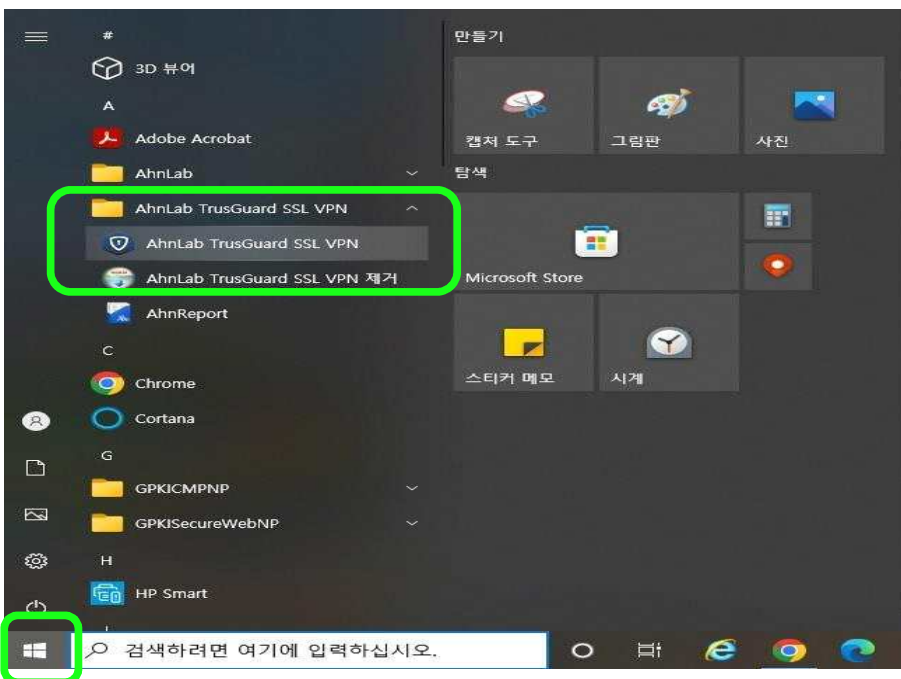 #
3D 뷰어
A
Adobe Acrobat
AhnLab
AhnLab TrusGuard SSL VPN
AhnLab TrusGuard SSL VPN
AhnLab TrusGuard SSL VPN 제거
AhnReport
C
Chrome
Cortana
G
GPKICMPNP
GPKISecureWebNP
H
HP Smart
만들기
캡처 도구
그림판
사진
탐색
Microsoft Store
스티커 메모
시계
검색하려면 여기에 입력하십시오.